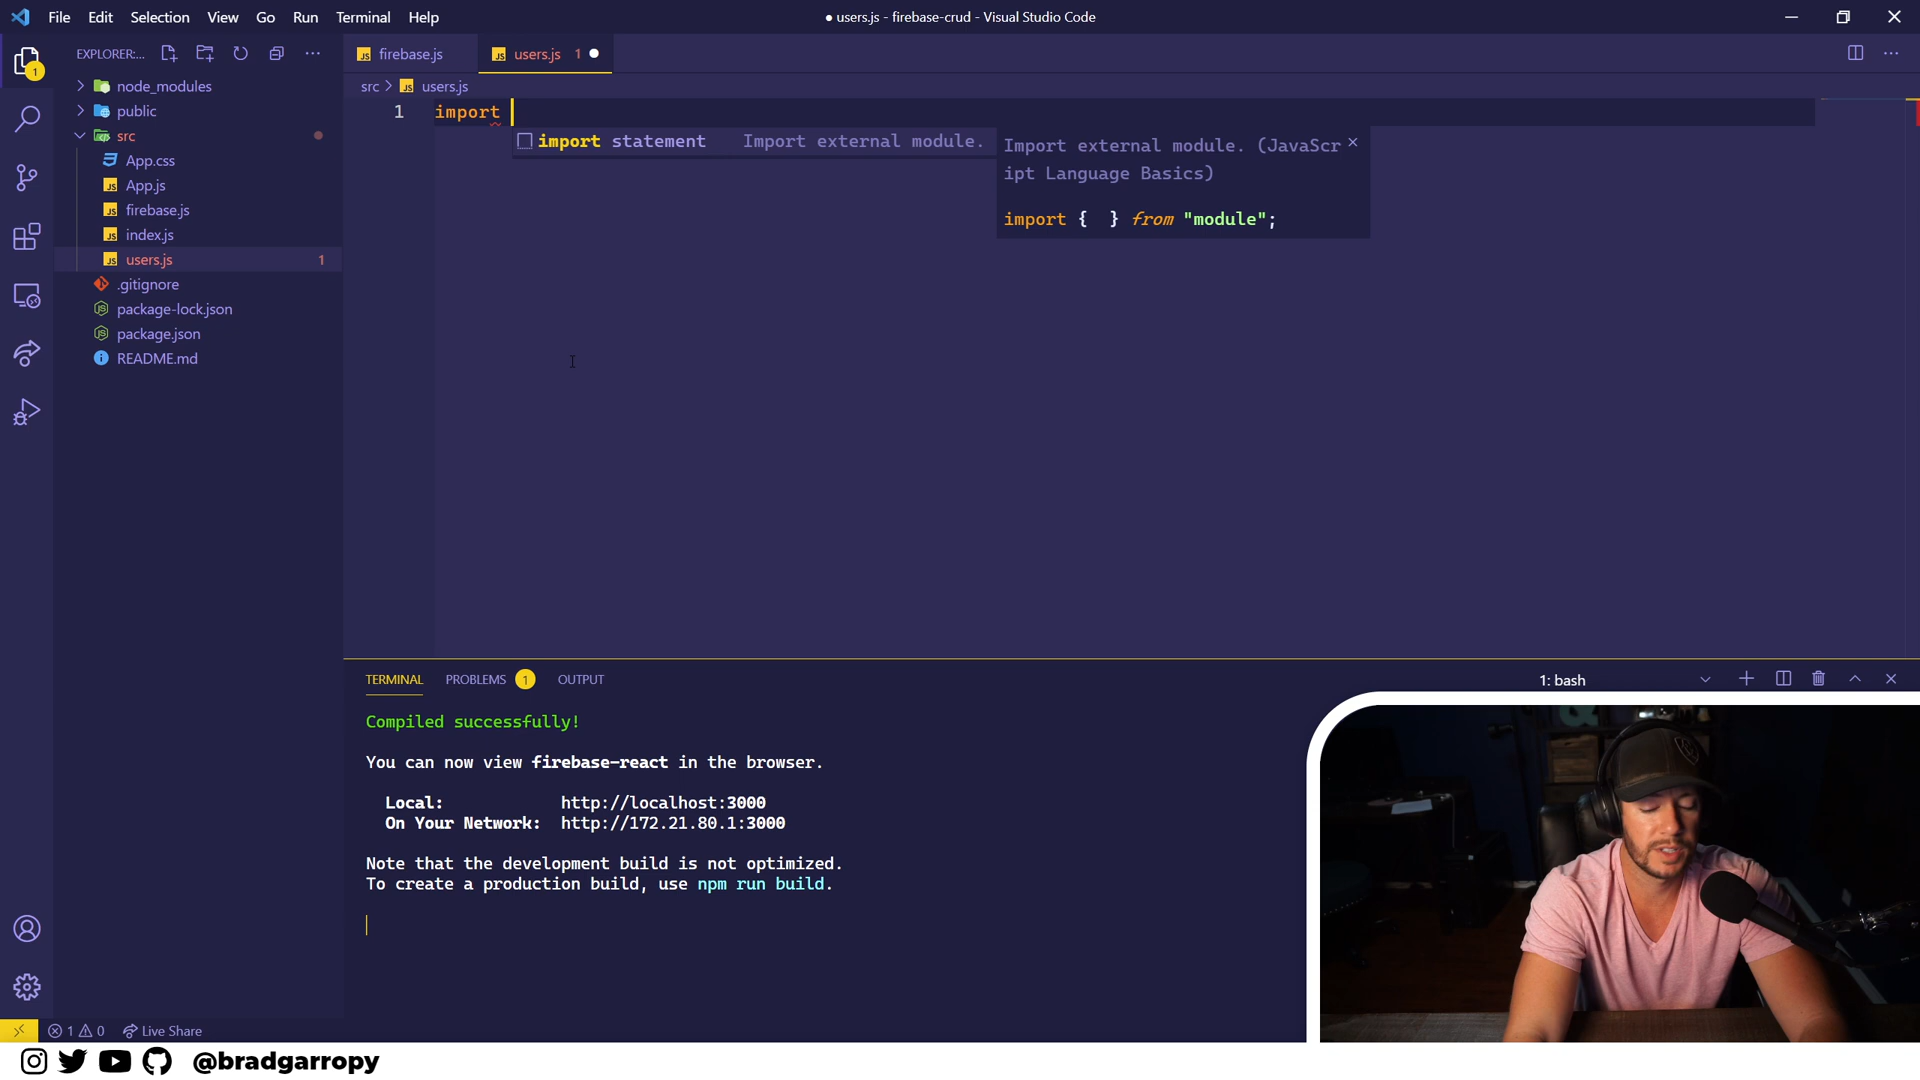 File Edit Selection View Go Run Terminal Help
● users.js - firebase-crud - Visual Studio Code
EXPLORER:...
firebase.js
users.js 1
1
node_modules
src > users.js
public
1 import
src
import statement Import external module.
Import external module. (JavaScr
ipt Language Basics)
import { } from "module";
App.css
App.js
firebase.js
index.js
users.js 1
.gitignore
package-lock.json
package.json
README.md
TERMINAL PROBLEMS 1 OUTPUT
1: bash
Compiled successfully!
You can now view firebase-react in the browser.
Local: http://localhost:3000
On Your Network: http://172.21.80.1:3000
Note that the development build is not optimized.
To create a production build, use npm run build.
1 0 Live Share
@bradgarropy